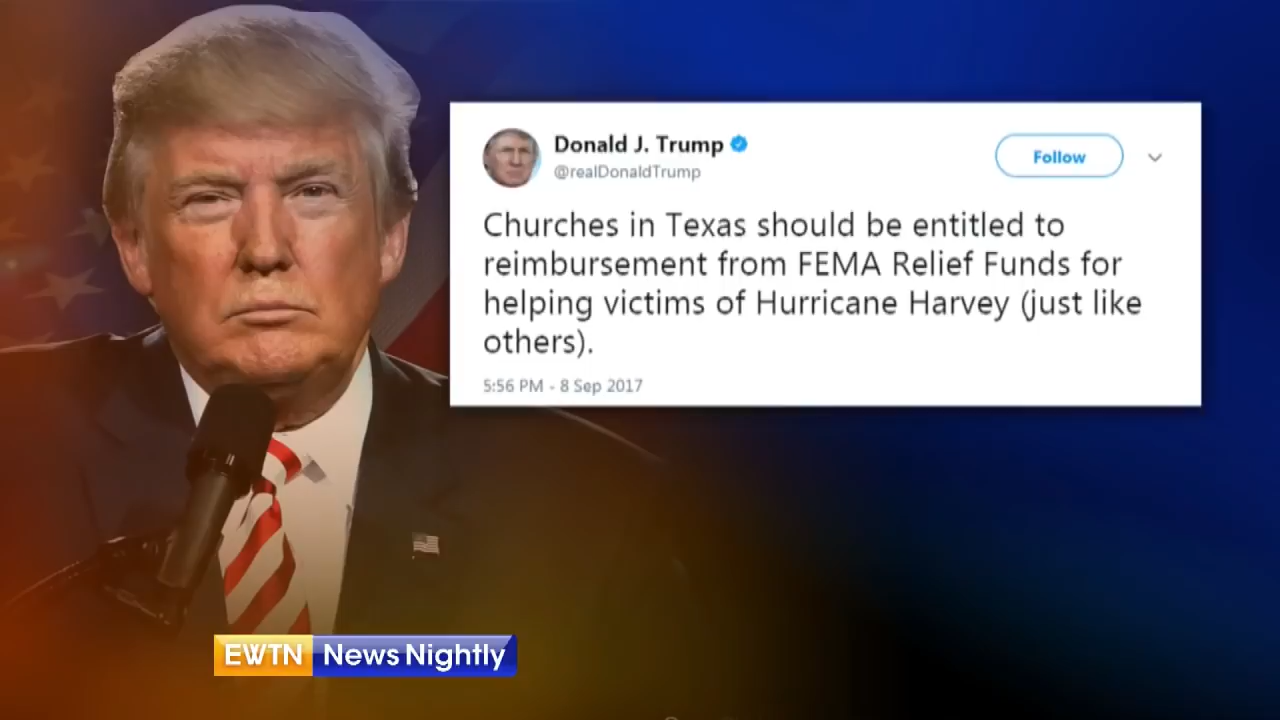 Donald J. Trump
@realDonaldTrump
Follow
Churches in Texas should be entitled to
reimbursement from FEMA Relief Funds for
helping victims of Hurricane Harvey (just like
others).
5:56 PM - 8 Sep 2017
EWTN News Nightly